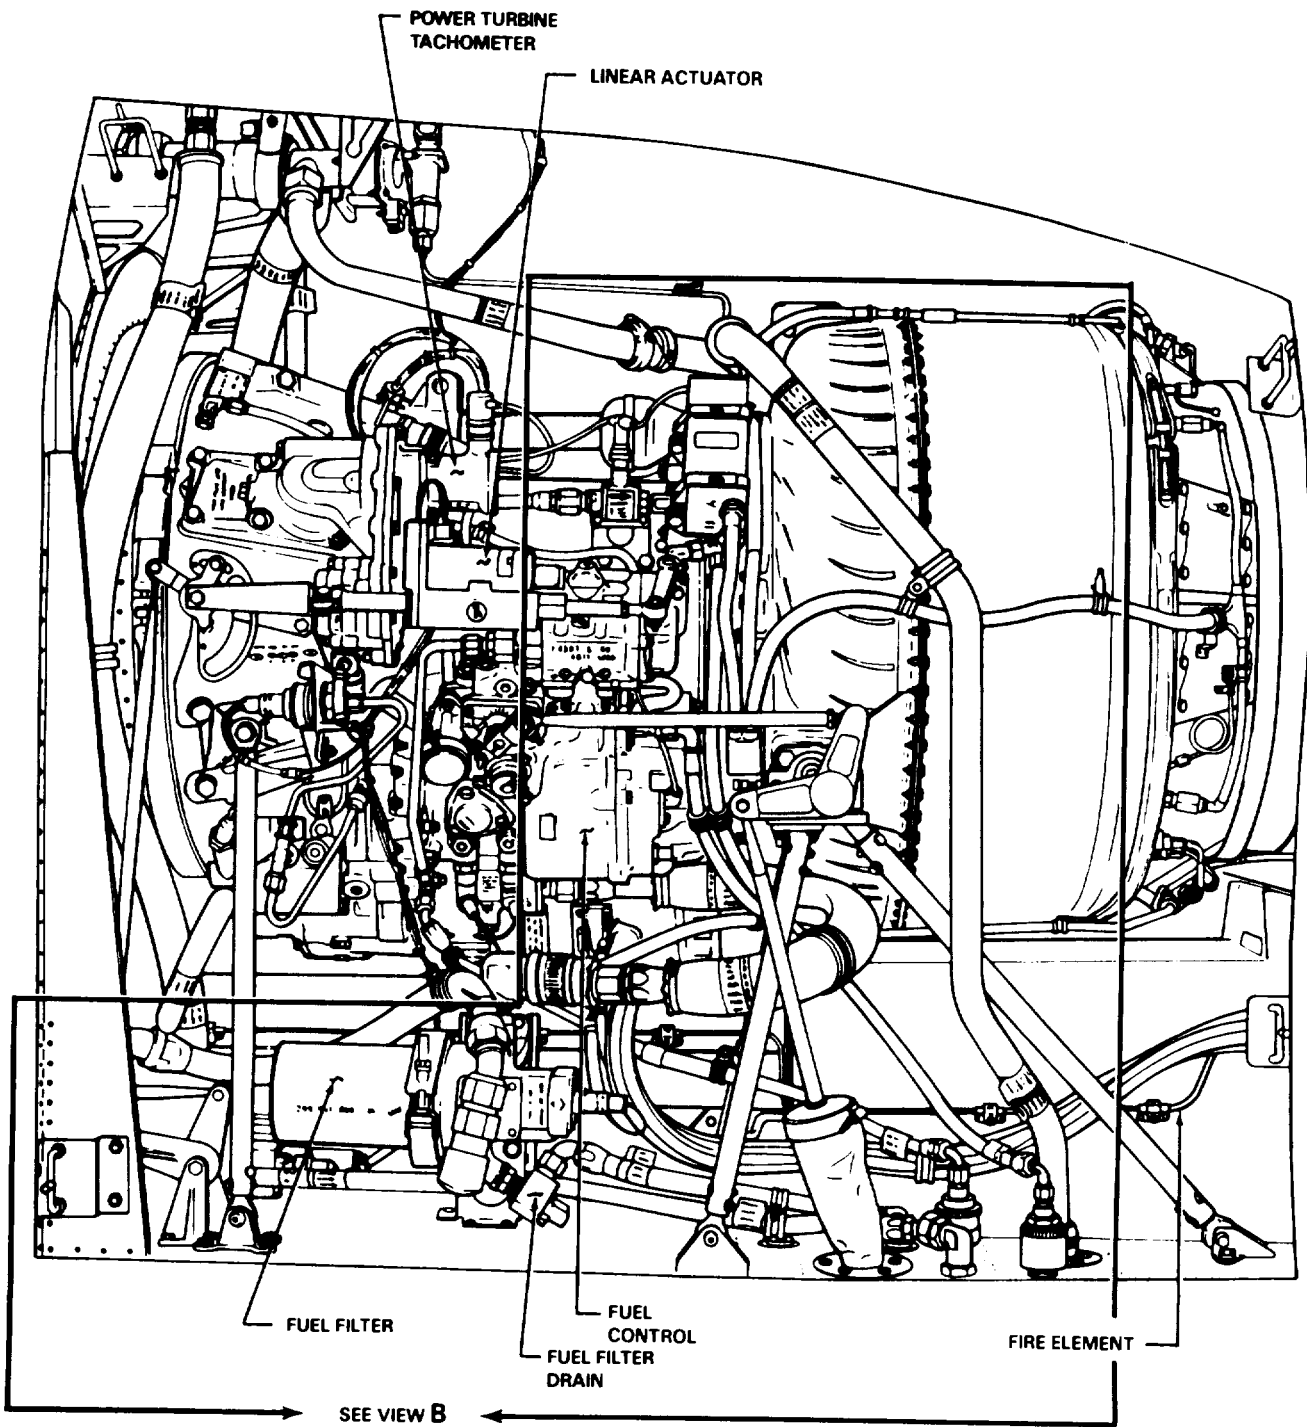 POWER TURBINE
TACHOMETER
LINEAR ACTUATOR
FUEL FILTER
FUEL
CONTROL
FUEL FILTER
DRAIN
FIRE ELEMENT
SEE VIEW B